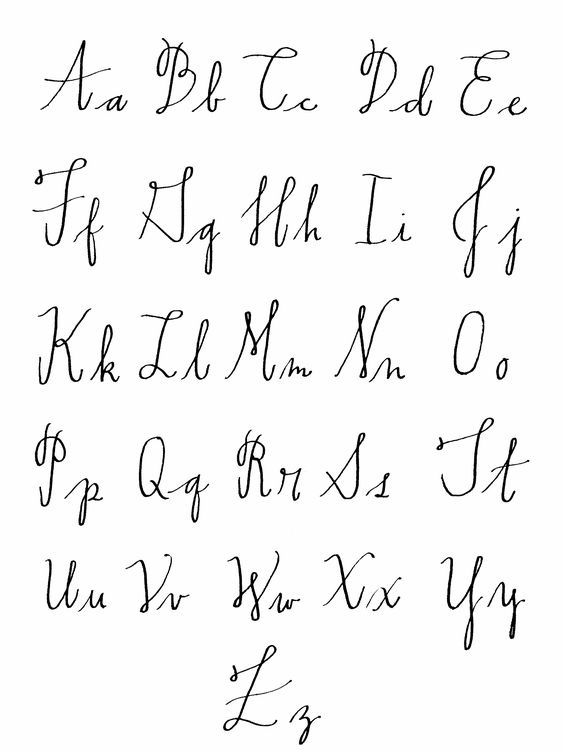 Aa Bb Cc Dd Ee
Ff Gg Hh Ii Jj
Kk Ll Mm Nn Oo
Pp Qq Rr Ss Tt
Uu Vv Ww Xx Yy
Zz